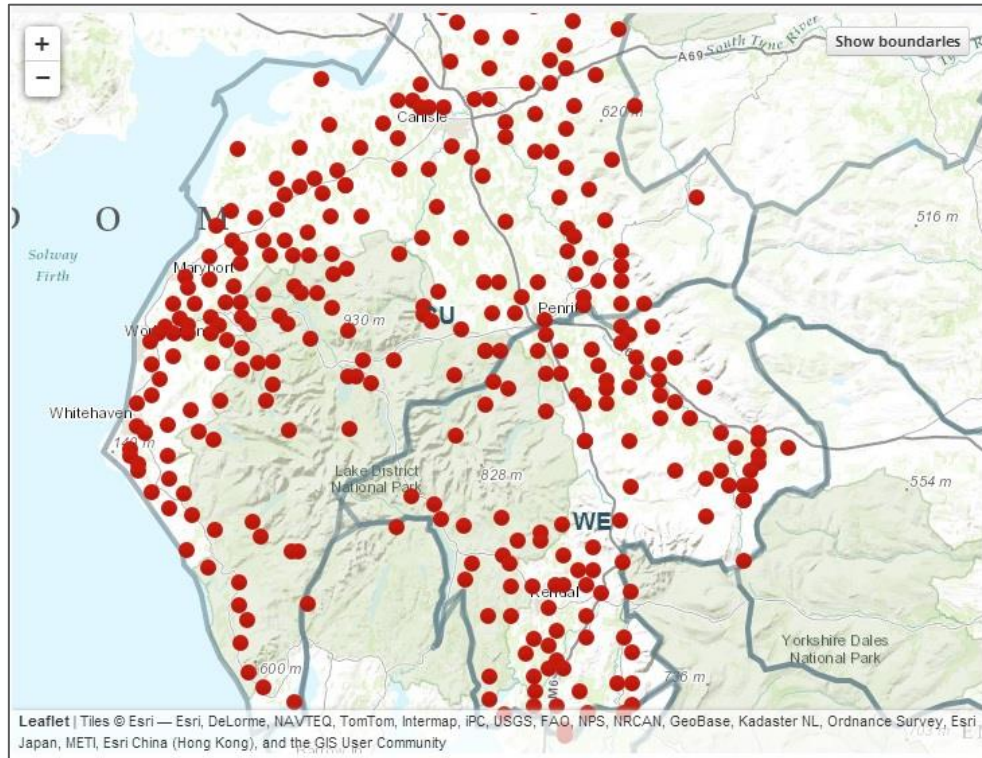 +
−
Show boundaries
A69
South Tyne River
Carlisle
620 m
O M
516 m
Solway
Firth
Maryport
SU
Penrith
930 m
Whitehaven
140 m
Lake District
National Park
828 m
554 m
WE
Kendal
Yorkshire Dales
National Park
600 m
736 m
M6
Leaflet | Tiles © Esri — Esri, DeLorme, NAVTEQ, TomTom, Intermap, iPC, USGS, FAO, NPS, NRCAN, GeoBase, Kadaster NL, Ordnance Survey, Esri
Japan, METI, Esri China (Hong Kong), and the GIS User Community